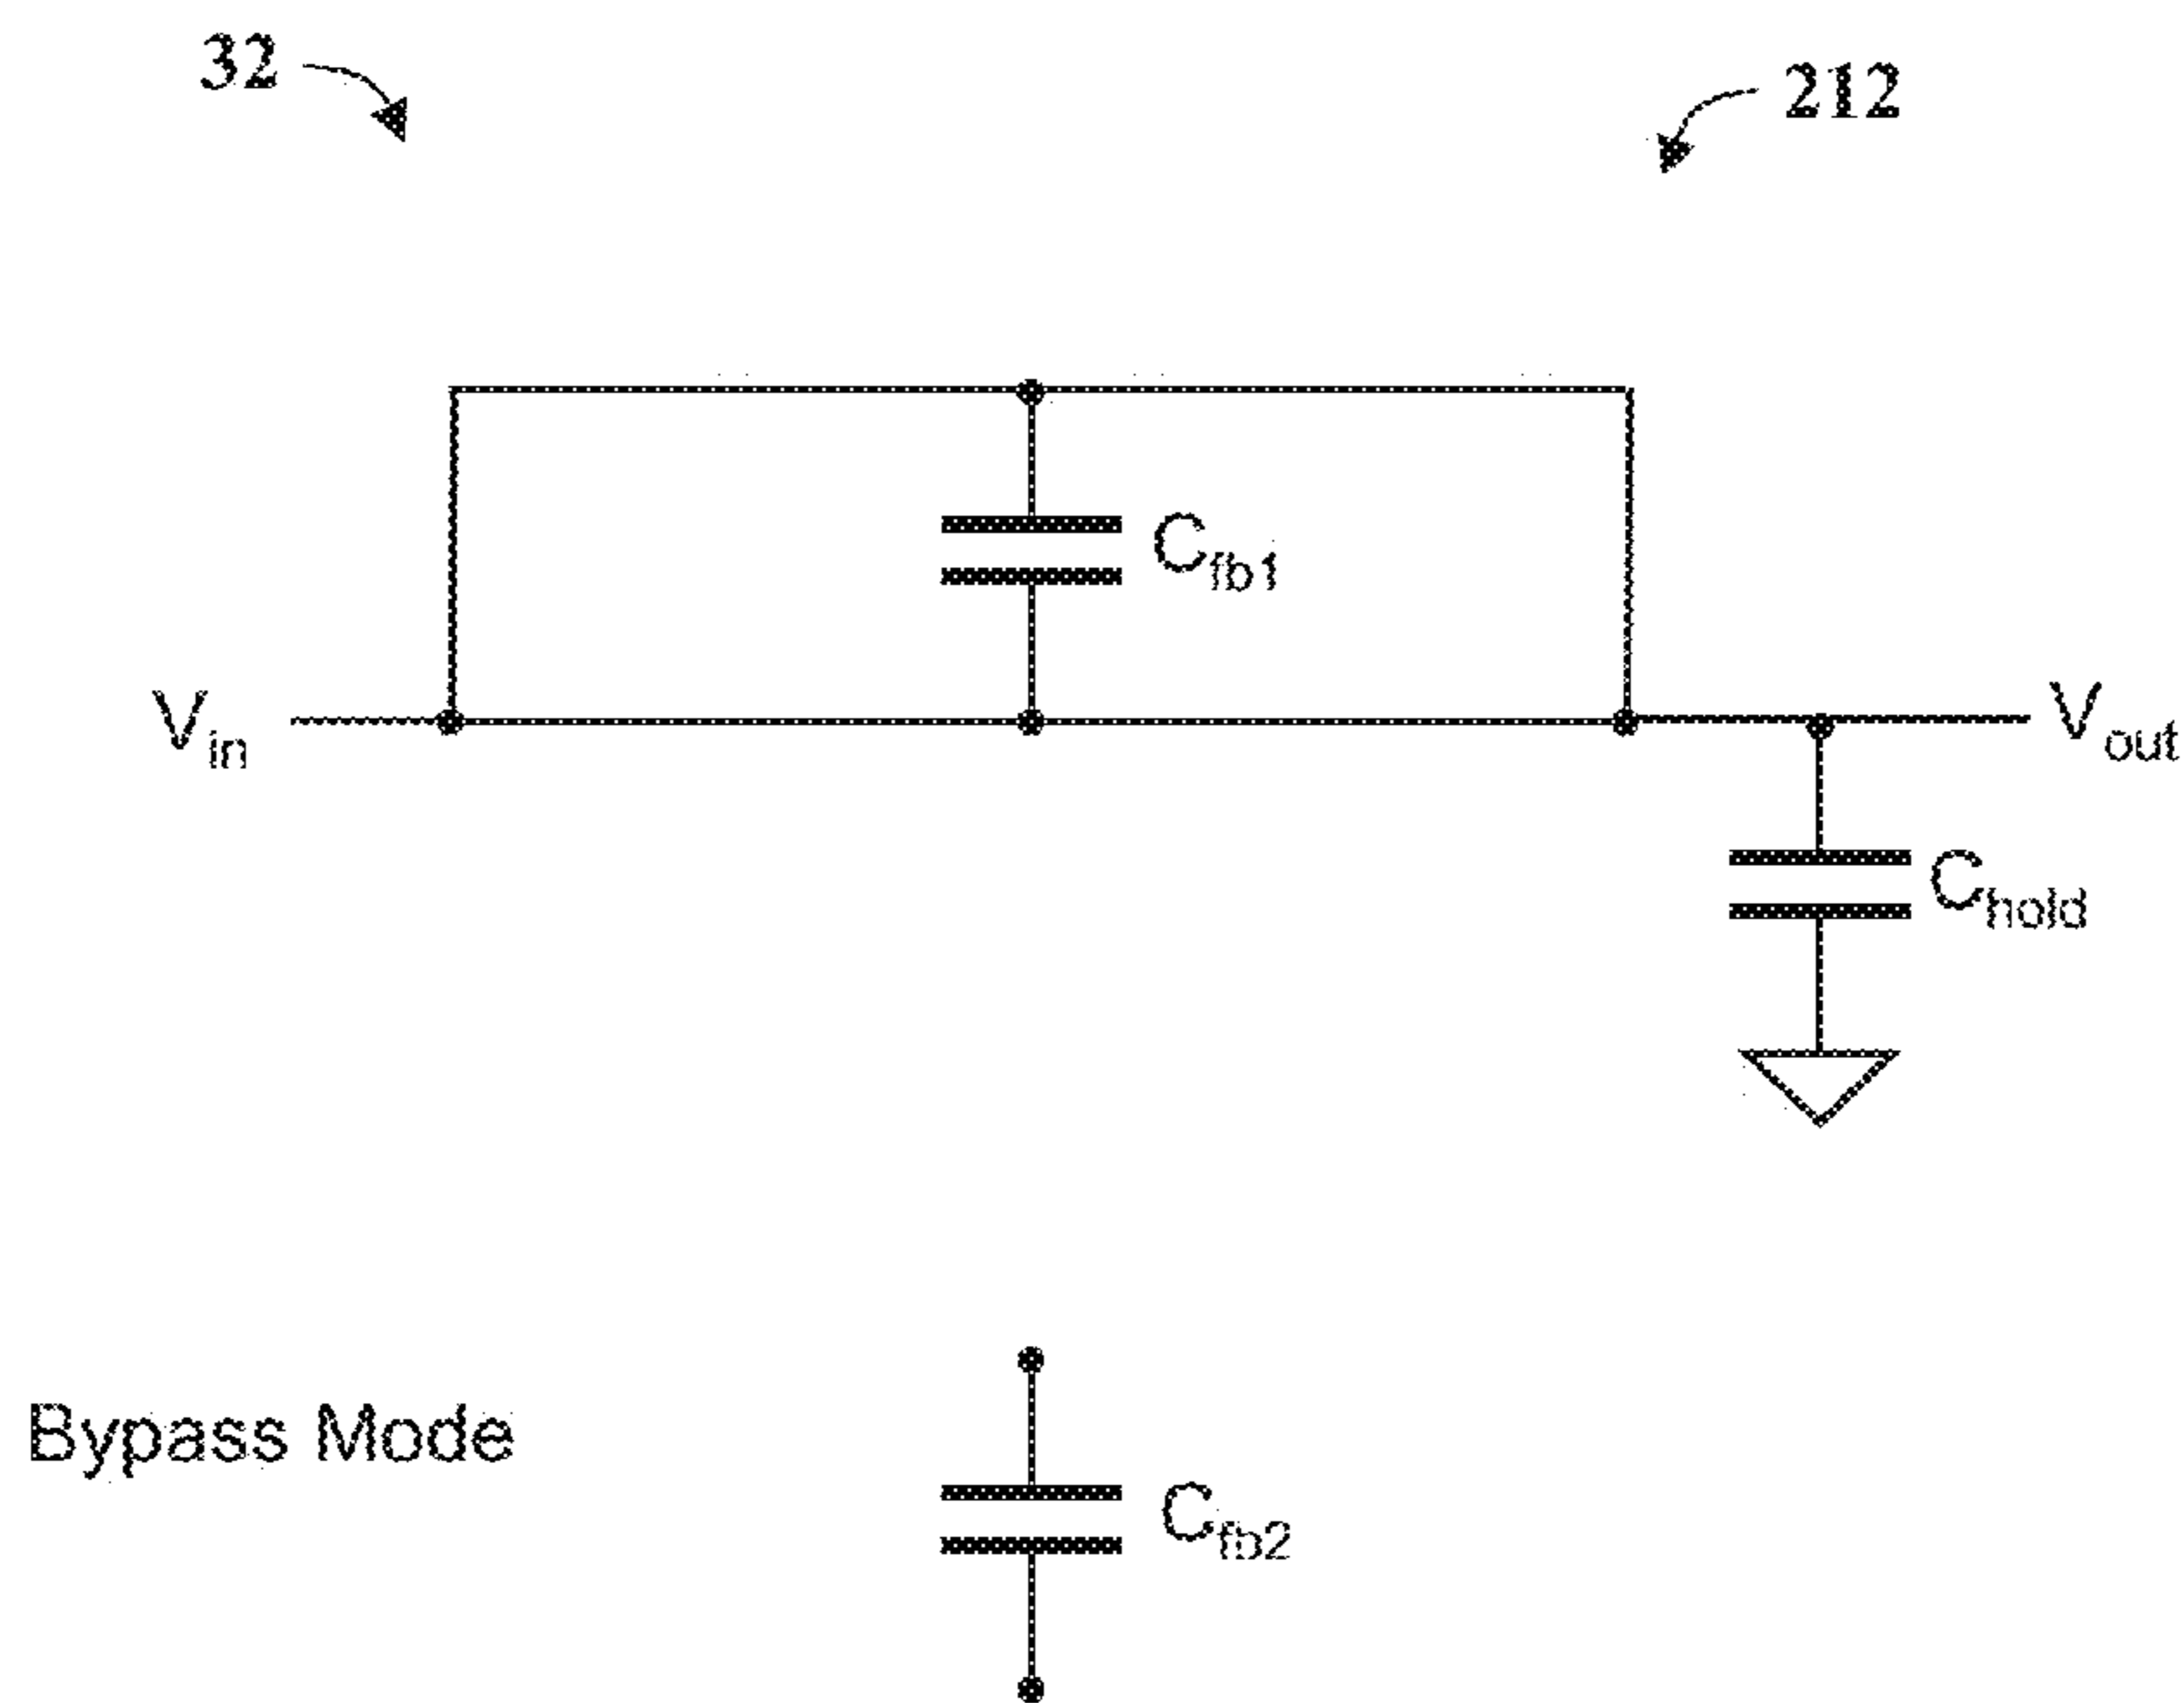 32
212
C_fb1
V_in
V_out
C_hold
Bypass Mode
C_fb2